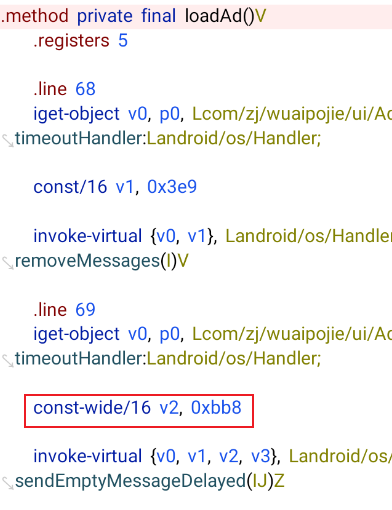 .method private final loadAd()V
.registers 5
.line 68
iget-object v0, p0, Lcom/zj/wuaipojie/ui/Ad
timeoutHandler:Landroid/os/Handler;
const/16 v1, 0x3e9
invoke-virtual {v0, v1}, Landroid/os/Handler
removeMessages(I)V
.line 69
iget-object v0, p0, Lcom/zj/wuaipojie/ui/Ad
timeoutHandler:Landroid/os/Handler;
const-wide/16 v2, 0xbb8
invoke-virtual {v0, v1, v2, v3}, Landroid/os/
sendEmptyMessageDelayed(IJ)Z